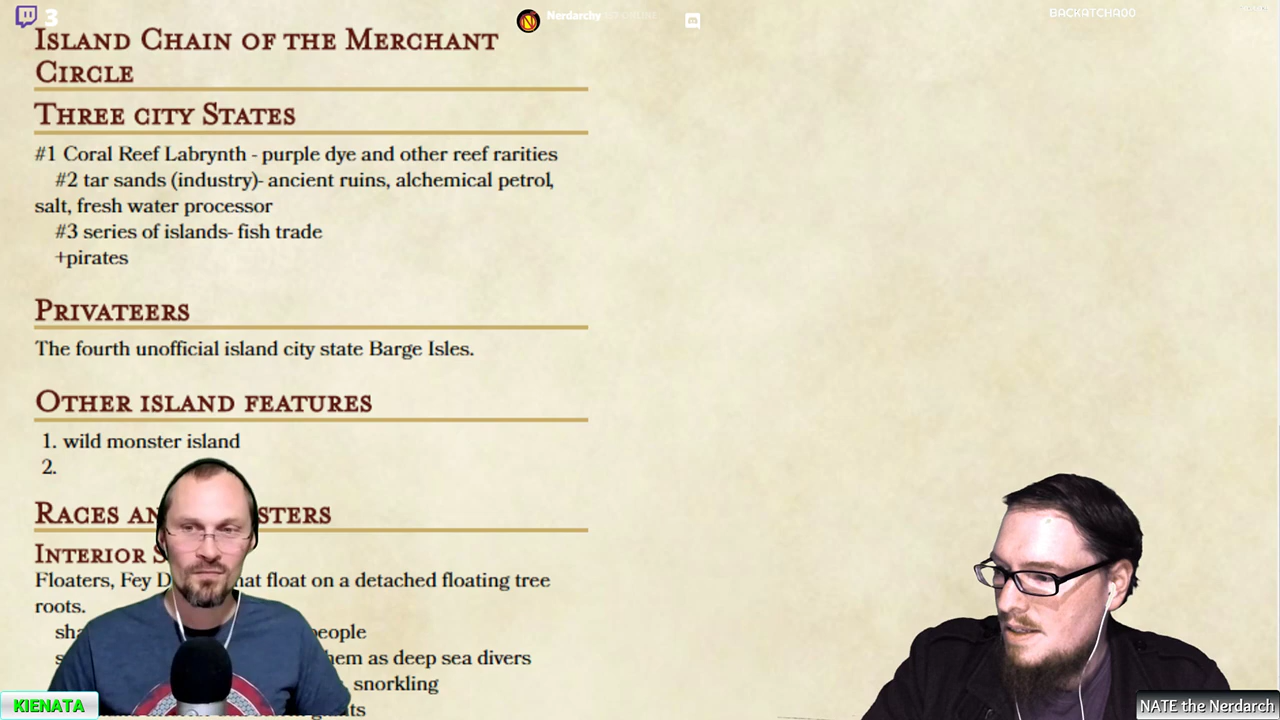 3
Nerdarchy
BACKATCHA00
Island Chain of the Merchant
Circle
Three city States
#1 Coral Reef Labrynth - purple dye and other reef rarities
#2 tar sands (industry)- ancient ruins, alchemical petrol,
salt, fresh water processor
#3 series of islands- fish trade
+pirates
Privateers
The fourth unofficial island city state Barge Isles.
Other island features
1. wild monster island
2.
Races an sters
Interior S
Floaters, Fey D hat float on a detached floating tree
roots.
sha people
s hem as deep sea divers
snorkling
KIENATA
NATE the Nerdarch